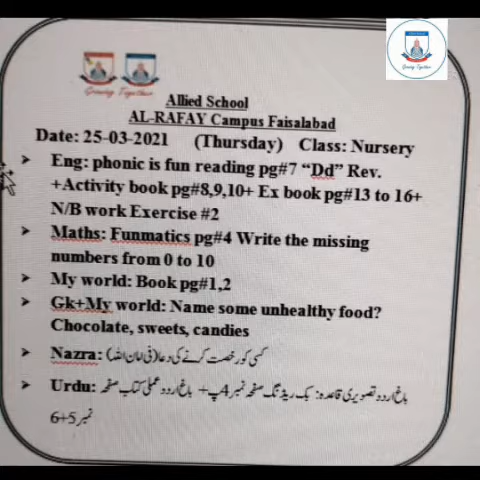 Growing Together
Allied School
AL-RAFAY Campus Faisalabad
Date: 25-03-2021 (Thursday) Class: Nursery
Eng: phonic is fun reading pg#7 “Dd” Rev.
+Activity book pg#8,9,10+ Ex book pg#13 to 16+
N/B work Exercise #2
Maths: Funmatics pg#4 Write the missing
numbers from 0 to 10
My world: Book pg#1,2
Gk+My world: Name some unhealthy food?
Chocolate, sweets, candies
Nazra: کسی کو رخصت کرنے کی دعا (فی امان اللہ)
Urdu: باغ اردو تصویری قاعدہ: بک ریڈنگ صفحہ نمبر 4پ+ باغ اردو عملی کتاب صفحہ
نمبر 5+6